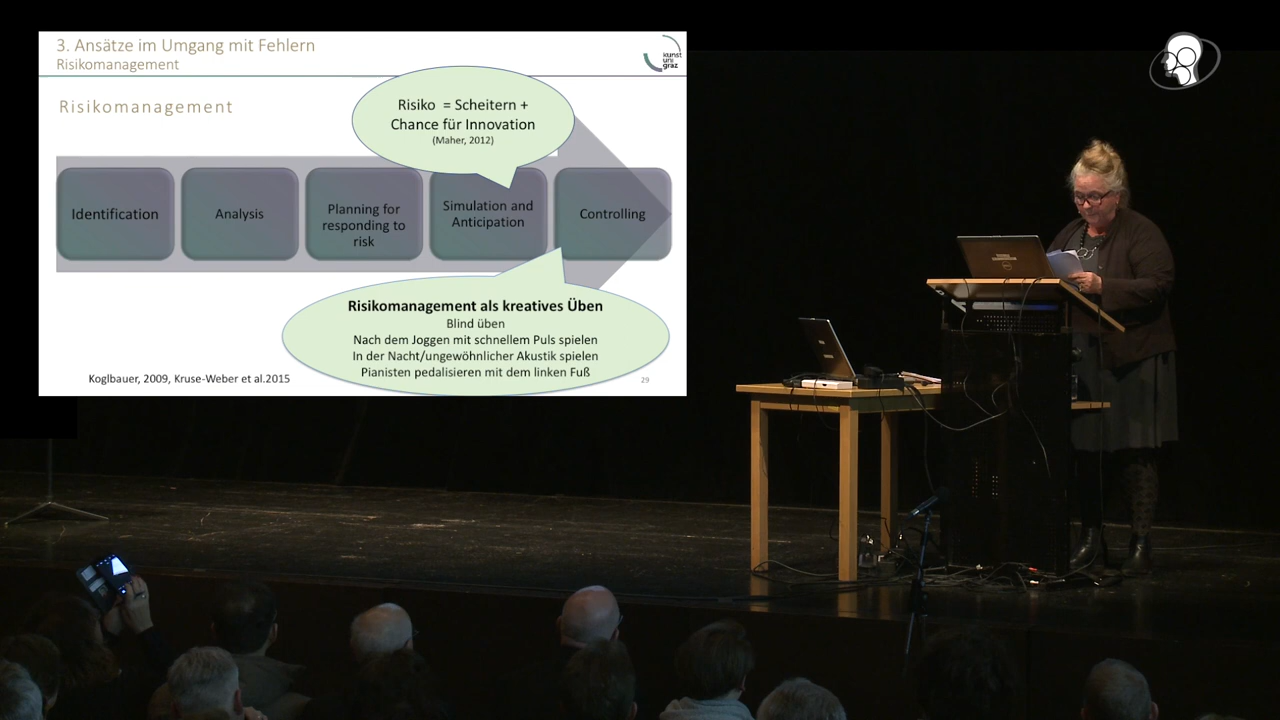 3. Ansätze im Umgang mit Fehlern
Risikomanagement
kunst
uni
graz
Risikomanagement
Risiko = Scheitern +
Chance für Innovation
(Maher, 2012)
Identification
Analysis
Planning for
responding to
risk
Simulation and
Anticipation
Controlling
Risikomanagement als kreatives Üben
Blind üben
Nach dem Joggen mit schnellem Puls spielen
In der Nacht/ungewöhnlicher Akustik spielen
Pianisten pedalisieren mit dem linken Fuß
Koglbauer, 2009, Kruse-Weber et al.2015
29